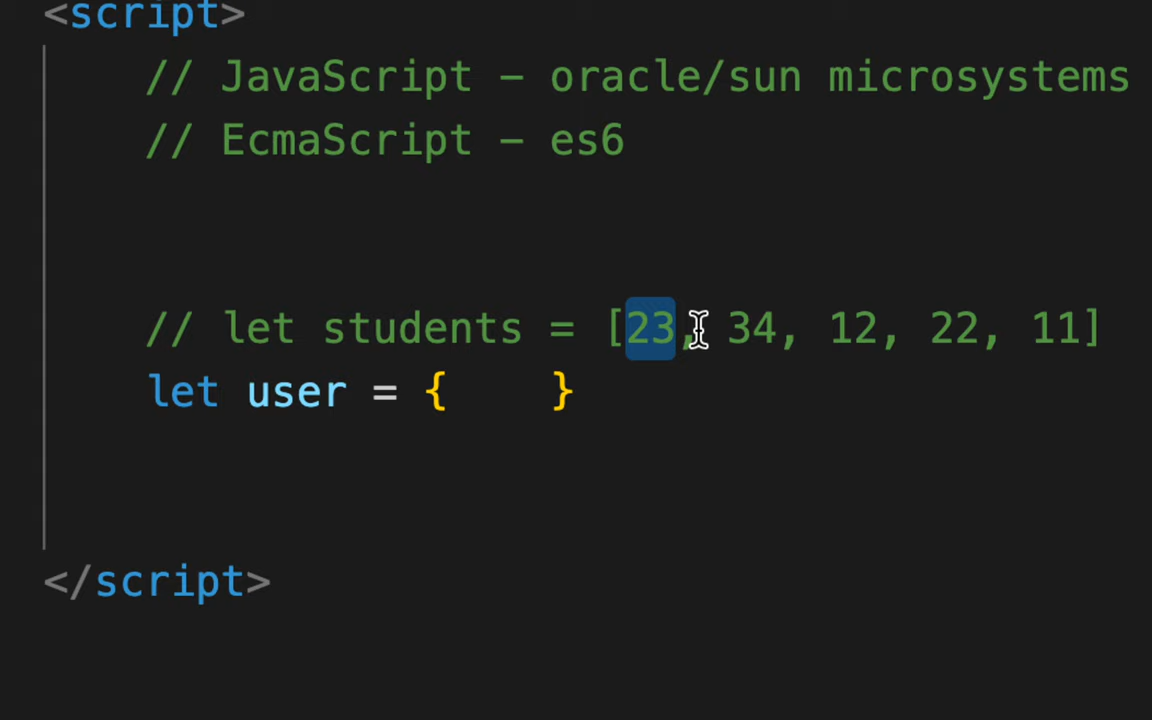 <script>
// JavaScript - oracle/sun microsystems
// EcmaScript - es6
// let students = [23, 34, 12, 22, 11]
let user = {    }
</script>